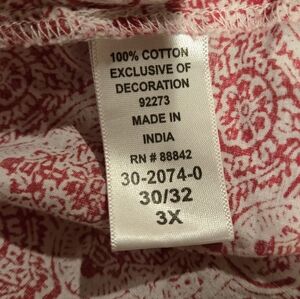 100% COTTON
EXCLUSIVE OF
DECORATION
92273
MADE IN
INDIA
RN # 88842
30-2074-0
30/32
3X